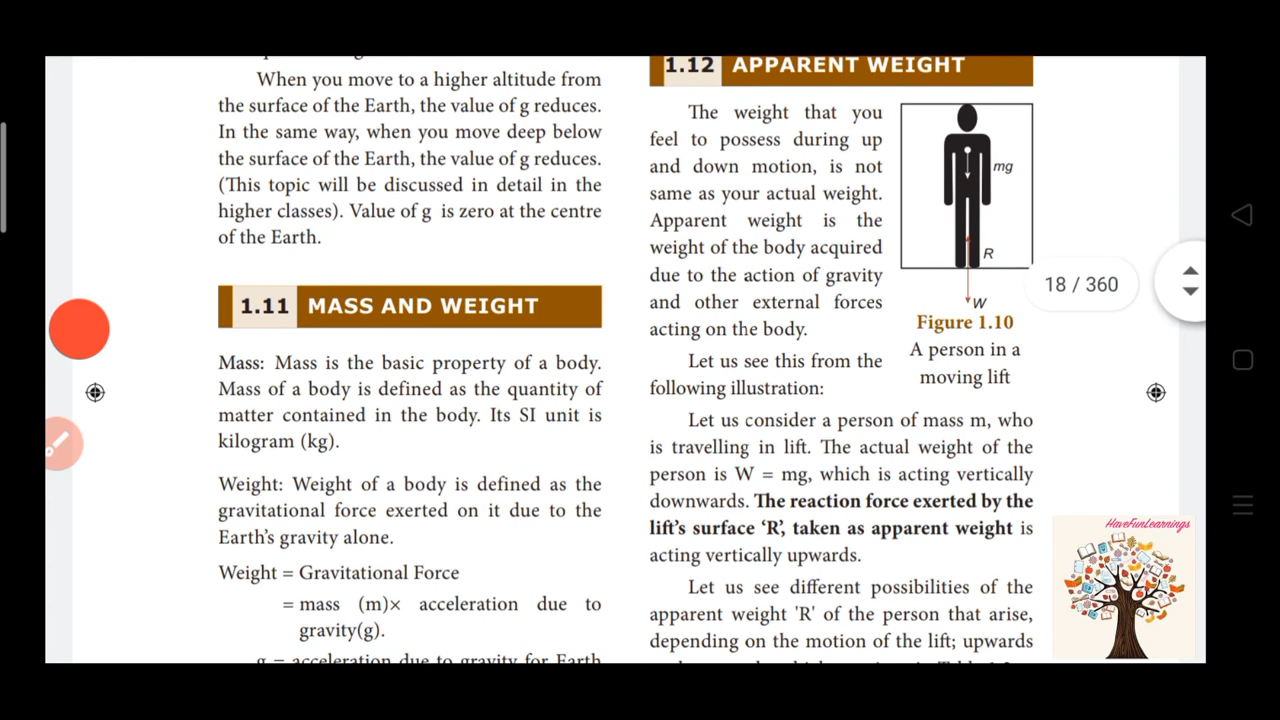 When you move to a higher altitude from
the surface of the Earth, the value of g reduces.
In the same way, when you move deep below
the surface of the Earth, the value of g reduces.
(This topic will be discussed in detail in the
higher classes). Value of g is zero at the centre
of the Earth.
1.11 MASS AND WEIGHT
Mass: Mass is the basic property of a body.
Mass of a body is defined as the quantity of
matter contained in the body. Its SI unit is
kilogram (kg).
Weight: Weight of a body is defined as the
gravitational force exerted on it due to the
Earth's gravity alone.
Weight = Gravitational Force
= mass (m)× acceleration due to
gravity(g).
g = acceleration due to gravity for Earth
1.12 APPARENT WEIGHT
The weight that you
feel to possess during up
and down motion, is not
same as your actual weight.
Apparent weight is the
weight of the body acquired
due to the action of gravity
and other external forces
acting on the body.
Let us see this from the
following illustration:
mg
R
W
Figure 1.10
A person in a
moving lift
Let us consider a person of mass m, who
is travelling in lift. The actual weight of the
person is W = mg, which is acting vertically
downwards. The reaction force exerted by the
lift's surface ‘R’, taken as apparent weight is
acting vertically upwards.
Let us see different possibilities of the
apparent weight 'R' of the person that arise,
depending on the motion of the lift; upwards
18 / 360
HaveFunLearnings